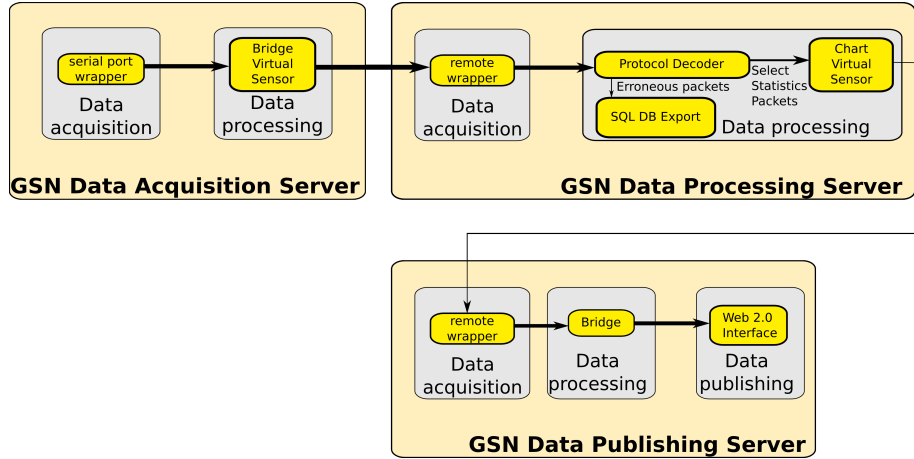 serial port
wrapper
Data
acquisition
Bridge
Virtual
Sensor
Data
processing
GSN Data Acquisition Server
remote
wrapper
Data
acquisition
Protocol Decoder
Erroneous packets
SQL DB Export
Select
Statistics
Packets
Chart
Virtual
Sensor
Data processing
GSN Data Processing Server
remote
wrapper
Data
acquisition
Bridge
Data
processing
Web 2.0
Interface
Data
publishing
GSN Data Publishing Server